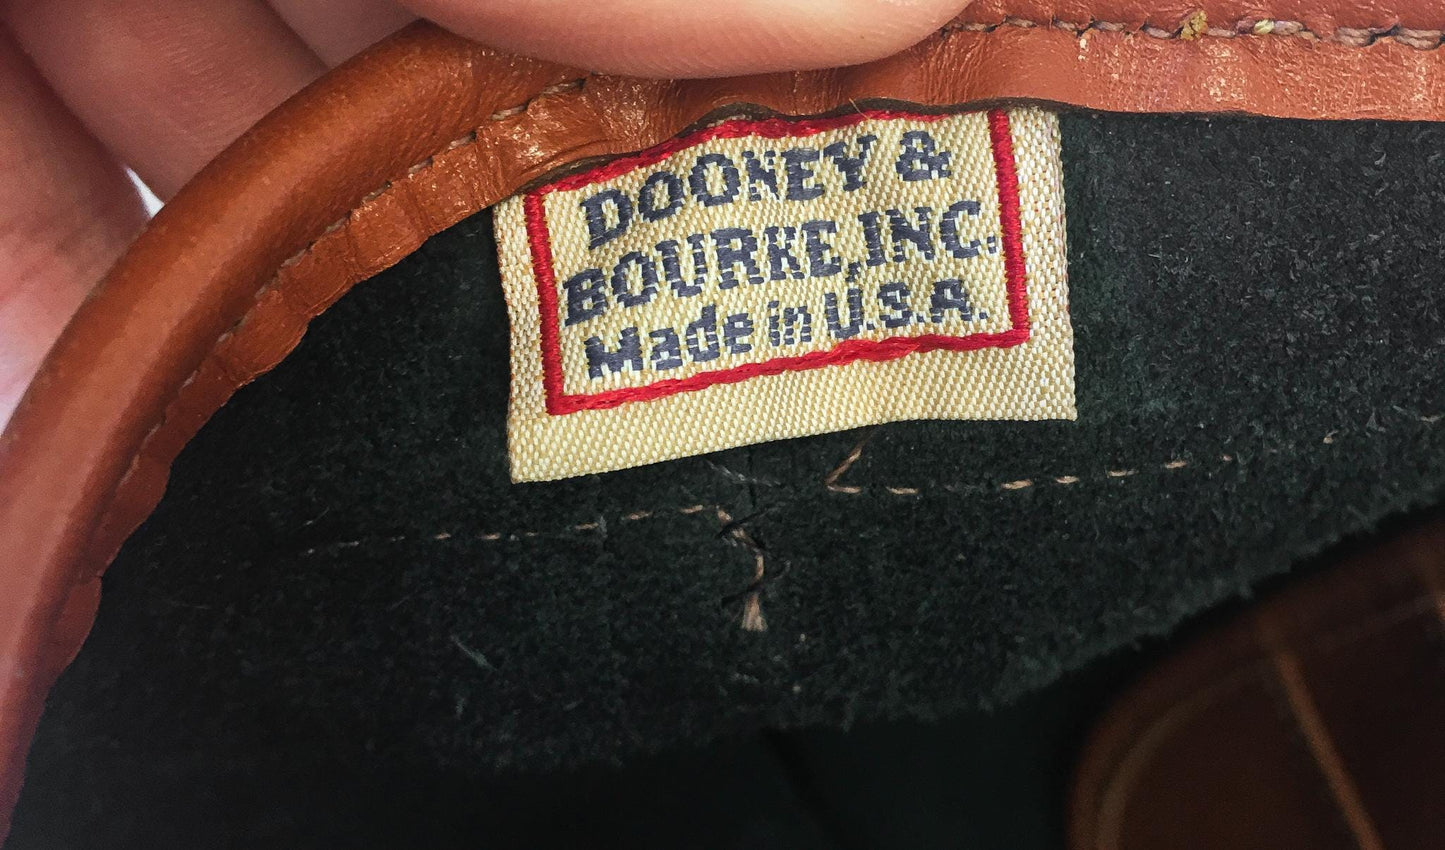 DOONEY &
BOURKE, INC.
Made in U.S.A.